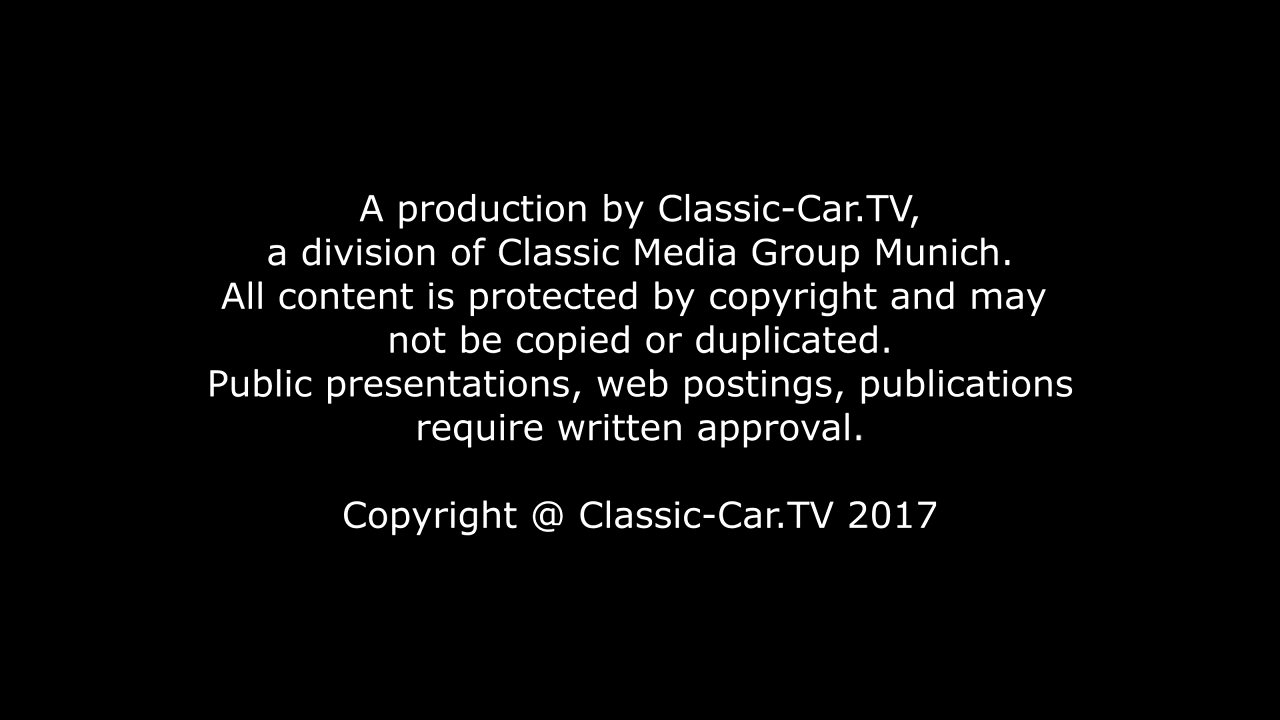 A production by Classic-Car.TV,
a division of Classic Media Group Munich.
All content is protected by copyright and may
not be copied or duplicated.
Public presentations, web postings, publications
require written approval.
Copyright @ Classic-Car.TV 2017